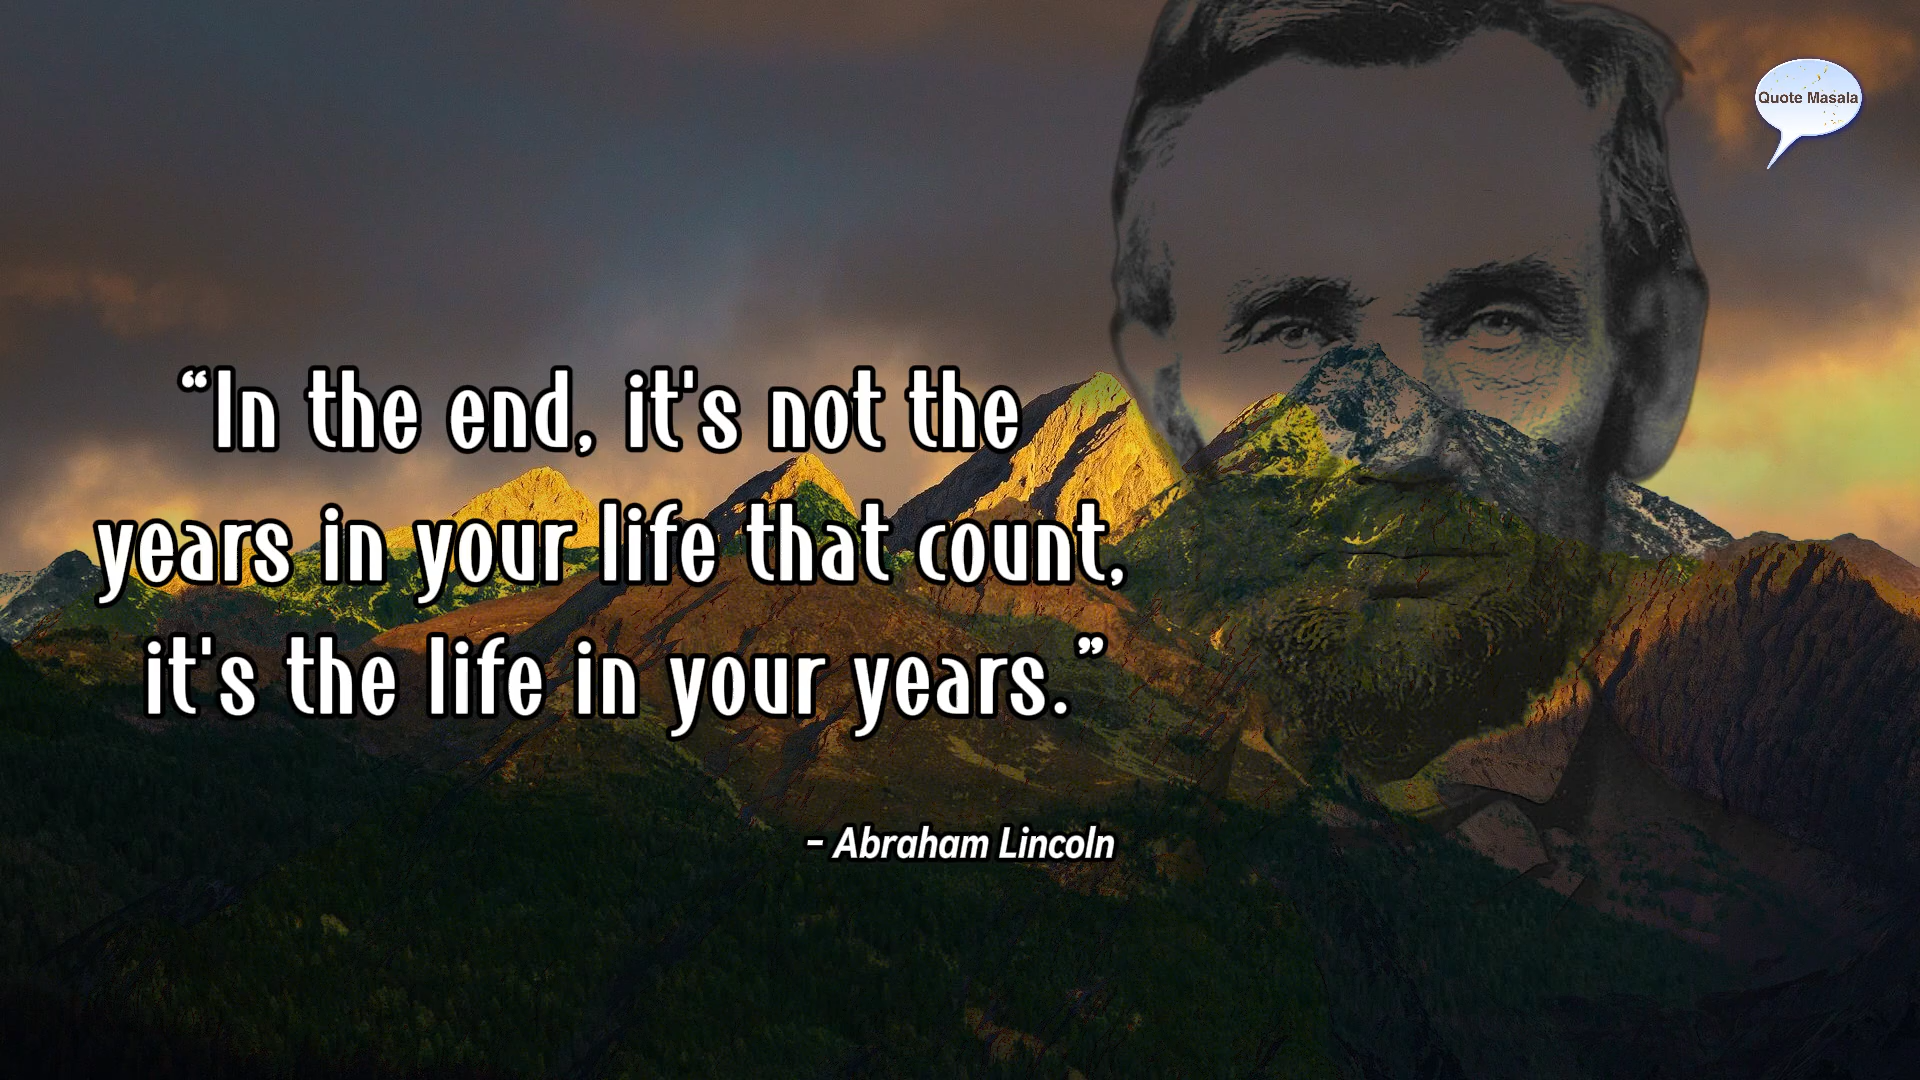 Quote Masala
“In the end, it's not the
years in your life that count,
it's the life in your years.”
- Abraham Lincoln